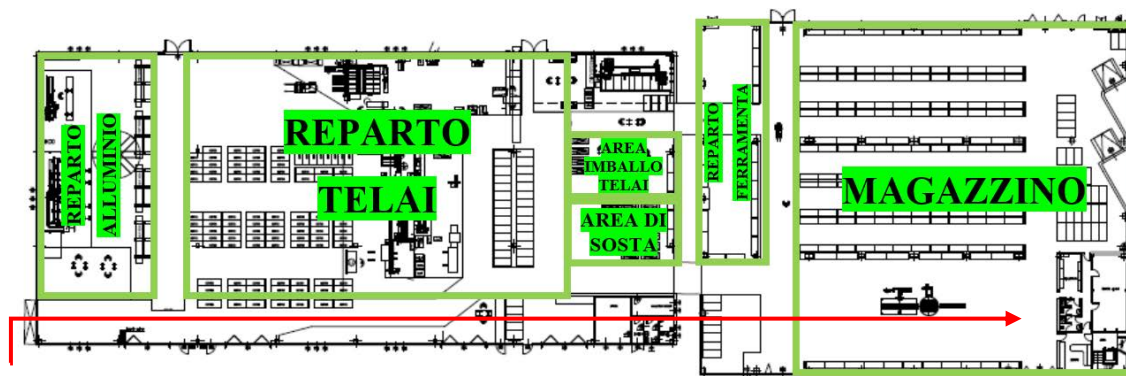 REPARTO
ALLUMINIO
REPARTO
TELAI
AREA
IMBALLO
TELAI
AREA DI
SOSTA
REPARTO
FERRAMENTA
MAGAZZINO